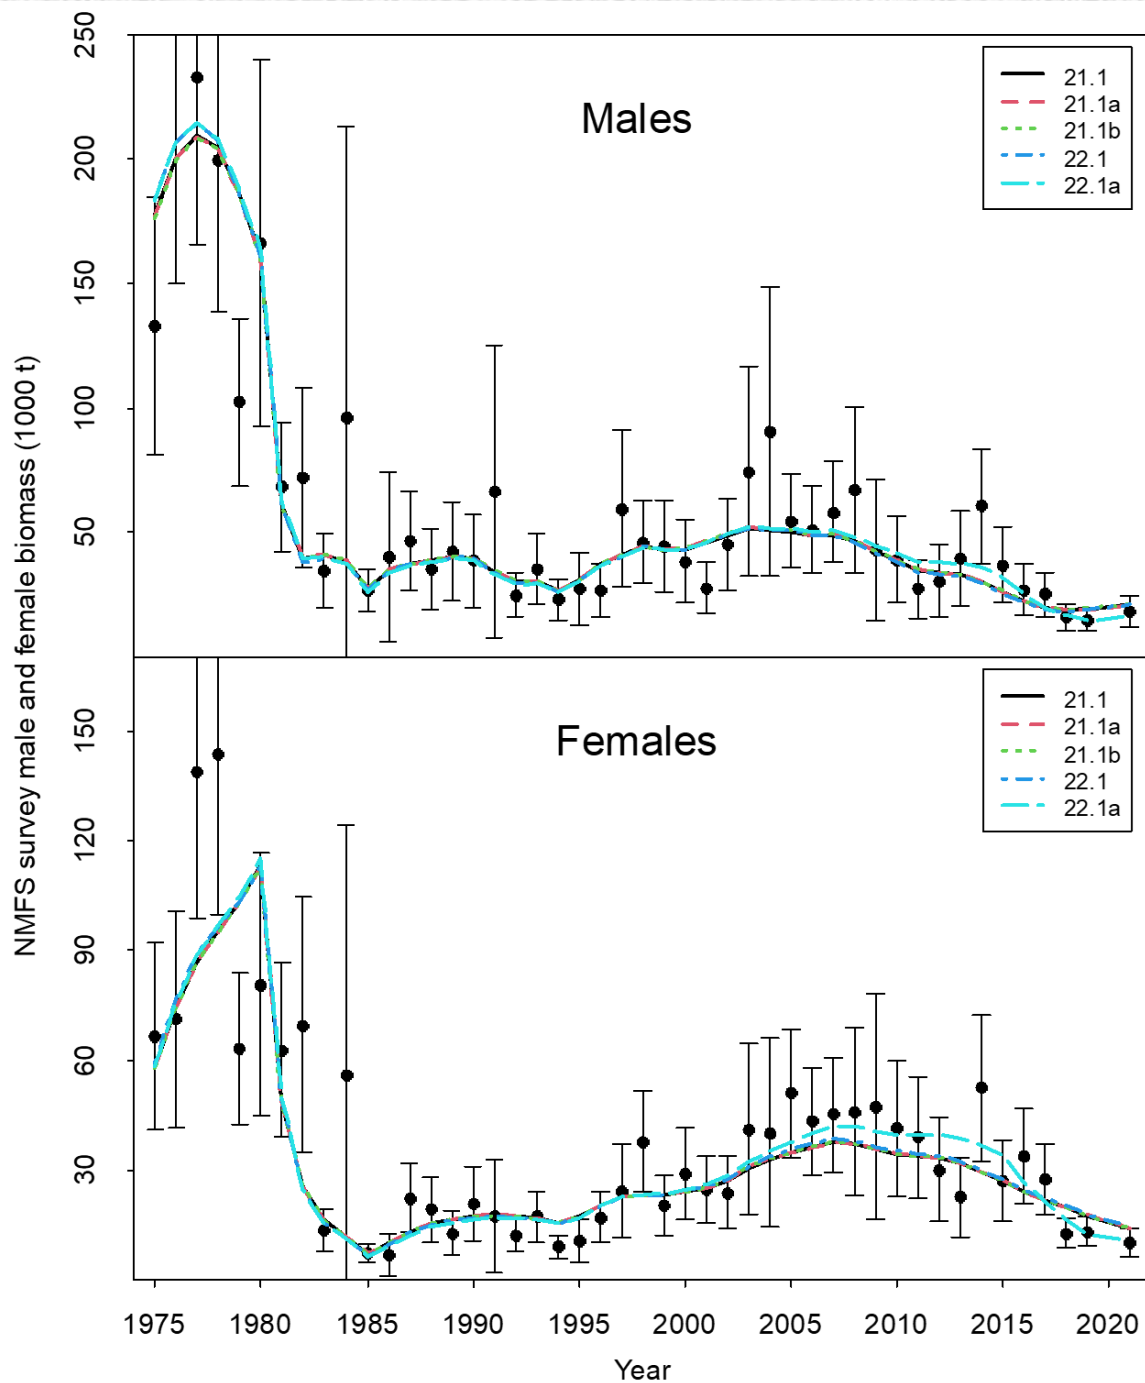 NMFS survey male and female biomass (1000 t)
250
200
150
100
50
Males
21.1
21.1a
21.1b
22.1
22.1a
150
120
90
60
30
Females
21.1
21.1a
21.1b
22.1
22.1a
1975 1980 1985 1990 1995 2000 2005 2010 2015 2020
Year